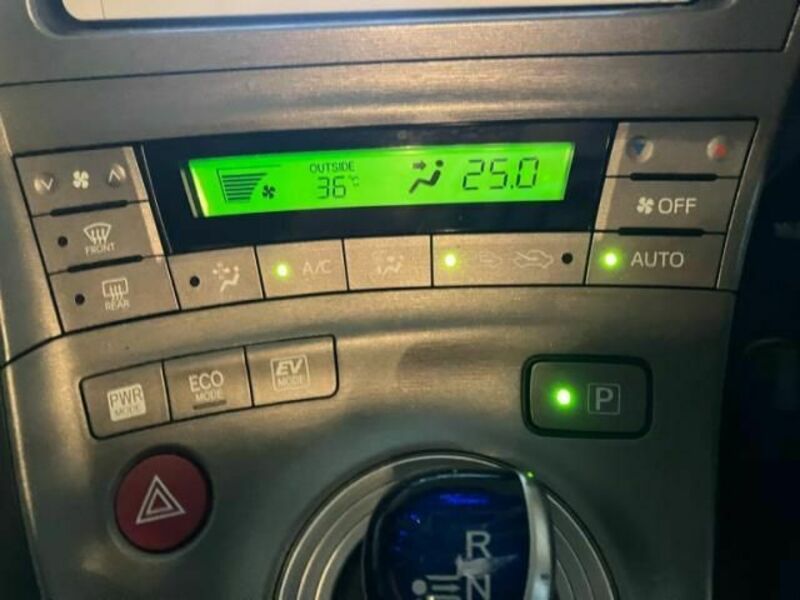 OUTSIDE
36°C
25.0
OFF
FRONT
A/C
AUTO
REAR
PWR
MODE
ECO
MODE
EV
MODE
P
R
N